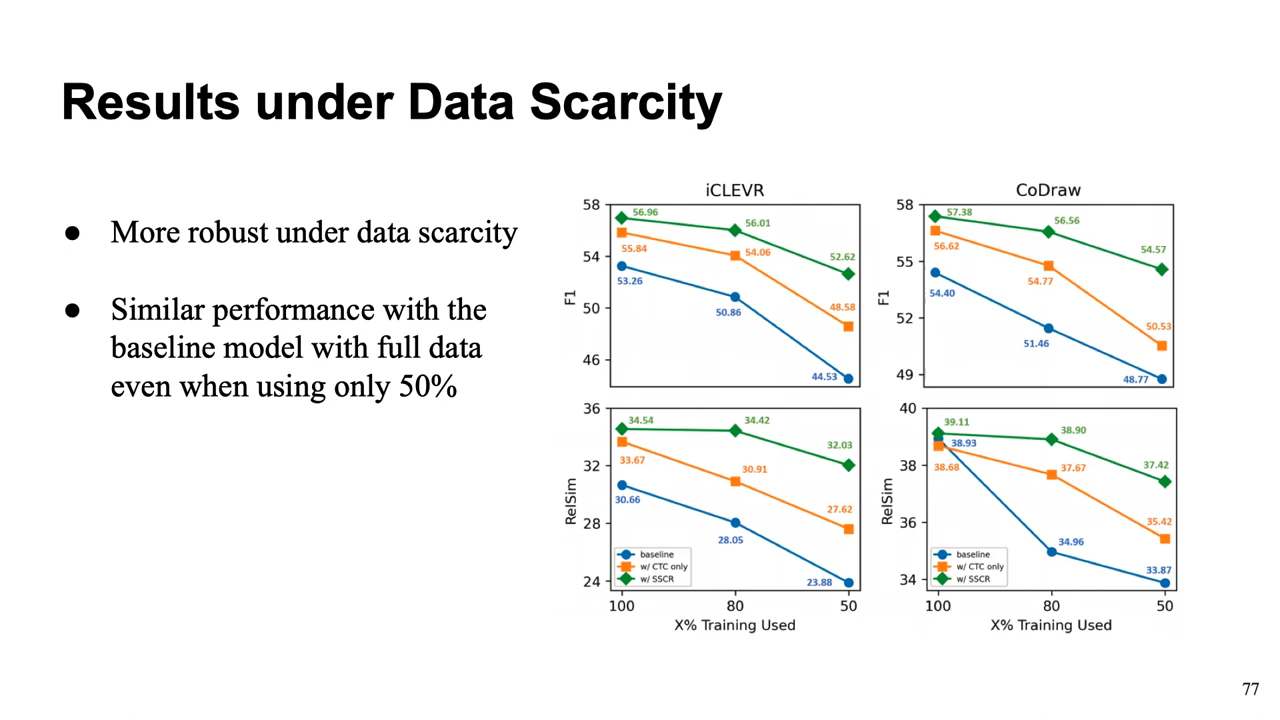 Results under Data Scarcity
● More robust under data scarcity
● Similar performance with the
baseline model with full data
even when using only 50%
iCLEVR
58
54
50
46
F1
56.96
56.01
52.62
55.84
54.06
48.58
53.26
50.86
44.53
CoDraw
58
55
52
49
F1
57.38
56.56
54.57
56.62
54.77
50.53
54.40
51.46
48.77
36
32
28
24
RelSim
34.54
34.42
32.03
33.67
30.91
27.62
30.66
28.05
23.88
baseline
w/ CTC only
w/ SSCR
100 80 50
X% Training Used
40
38
36
34
RelSim
39.11
38.90
37.42
38.93
38.68
37.67
35.42
34.96
33.87
baseline
w/ CTC only
w/ SSCR
100 80 50
X% Training Used
77